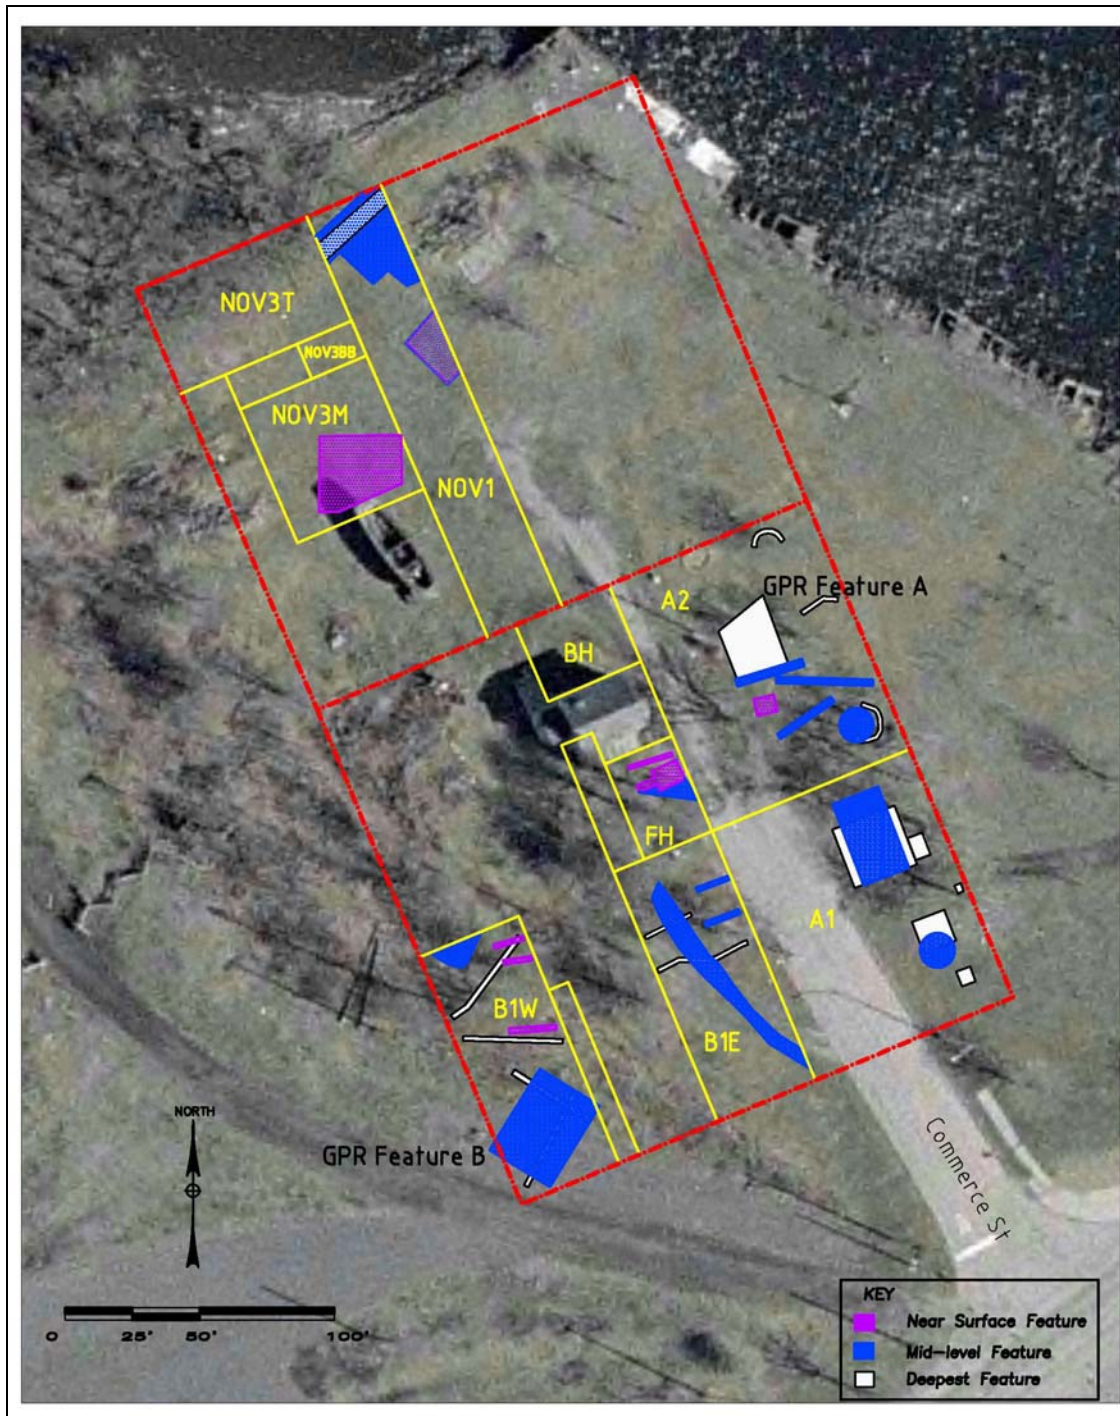 NOV3T
NOV3BB
NOV3M
NOV1
A2
GPR Feature A
BH
FH
A1
B1W
B1E
GPR Feature B
NORTH
Commerce St
0 25' 50' 100'
KEY
Near Surface Feature
Mid-level Feature
Deepest Feature